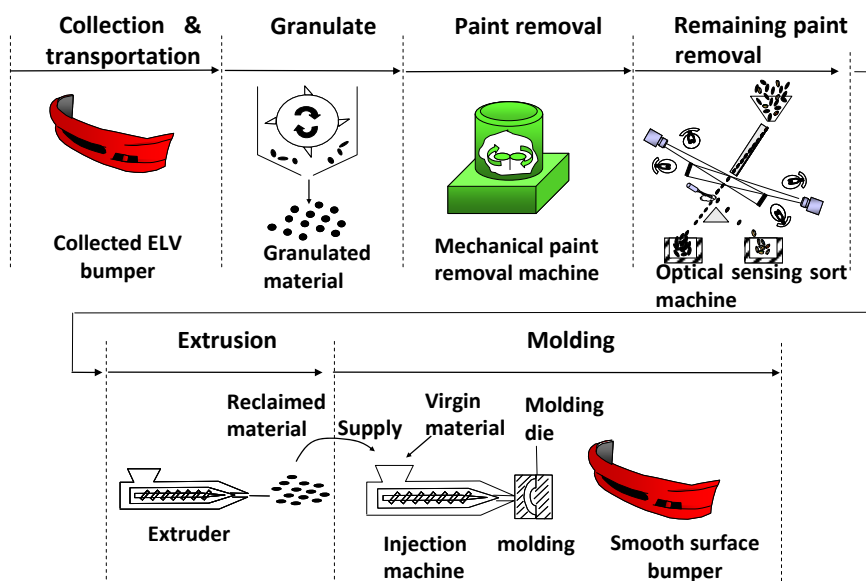 Collection &
transportation
Granulate
Paint removal
Remaining paint
removal
Collected ELV
bumper
Granulated
material
Mechanical paint
removal machine
Optical sensing sort
machine
Extrusion
Molding
Reclaimed
material
Supply
Virgin
material
Molding
die
Extruder
Injection
machine
molding
Smooth surface
bumper